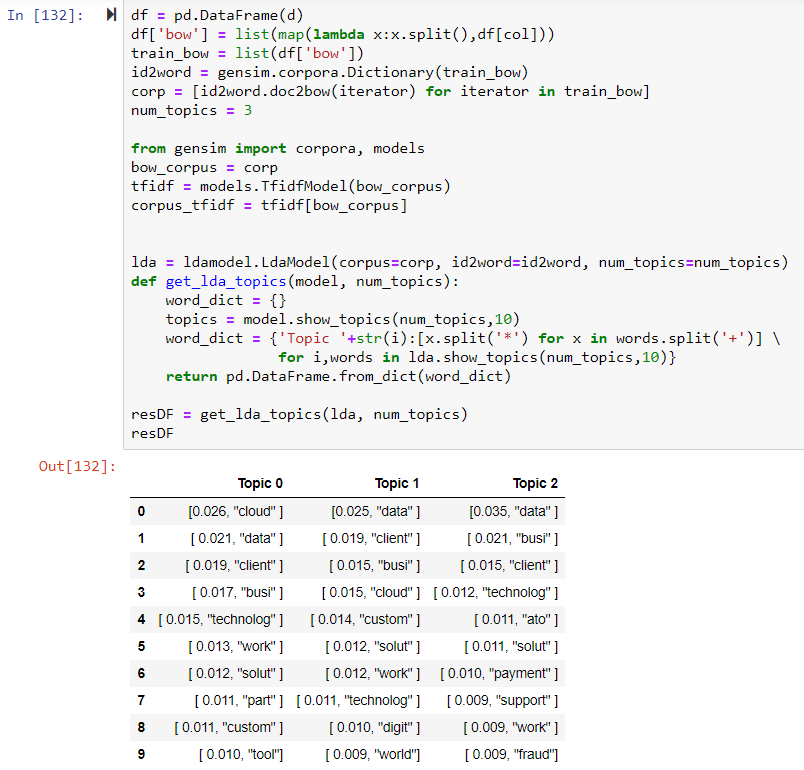 In [132]:
df = pd.DataFrame(d)
df['bow'] = list(map(lambda x:x.split(),df[col]))
train_bow = list(df['bow'])
id2word = gensim.corpora.Dictionary(train_bow)
corp = [id2word.doc2bow(iterator) for iterator in train_bow]
num_topics = 3
from gensim import corpora, models
bow_corpus = corp
tfidf = models.TfidfModel(bow_corpus)
corpus_tfidf = tfidf[bow_corpus]
lda = ldamodel.LdaModel(corpus=corp, id2word=id2word, num_topics=num_topics)
def get_lda_topics(model, num_topics):
    word_dict = {}
    topics = model.show_topics(num_topics,10)
    word_dict = {'Topic '+str(i):[x.split('*') for x in words.split('+')] \
                 for i,words in lda.show_topics(num_topics,10)}
    return pd.DataFrame.from_dict(word_dict)
resDF = get_lda_topics(lda, num_topics)
resDF
Out[132]:
Topic 0 Topic 1 Topic 2
0 [0.026, "cloud" ] [0.025, "data" ] [0.035, "data" ]
1 [ 0.021, "data" ] [ 0.019, "client" ] [ 0.021, "busi" ]
2 [ 0.019, "client" ] [ 0.015, "busi" ] [ 0.015, "client" ]
3 [ 0.017, "busi" ] [ 0.015, "cloud" ] [ 0.012, "technolog" ]
4 [ 0.015, "technolog" ] [ 0.014, "custom" ] [ 0.011, "ato" ]
5 [ 0.013, "work" ] [ 0.012, "solut" ] [ 0.011, "solut" ]
6 [ 0.012, "solut" ] [ 0.012, "work" ] [ 0.010, "payment" ]
7 [ 0.011, "part" ] [ 0.011, "technolog" ] [ 0.009, "support" ]
8 [ 0.011, "custom" ] [ 0.010, "digit" ] [ 0.009, "work" ]
9 [ 0.010, "tool"] [ 0.009, "world"] [ 0.009, "fraud"]